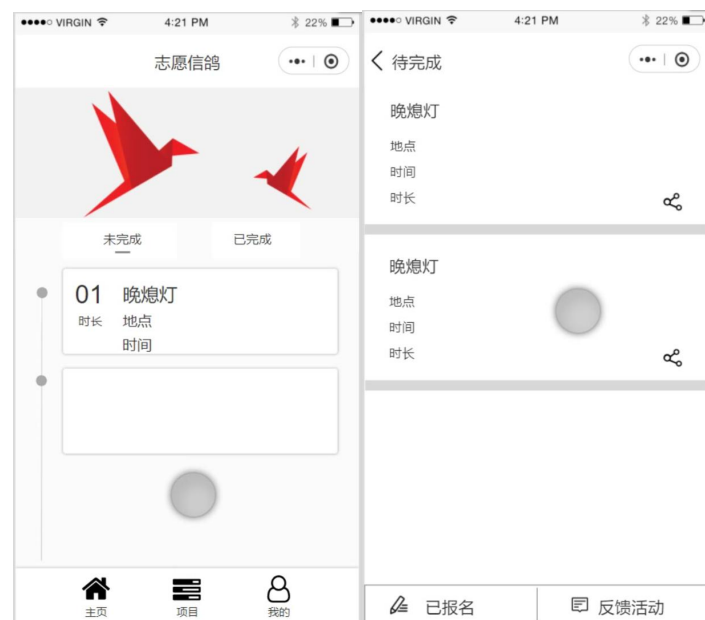 VIRGIN 4:21 PM 22%
志愿信鸽
未完成 已完成
01 晚熄灯
时长 地点
时间
主页 项目 我的
VIRGIN 4:21 PM 22%
待完成
晚熄灯
地点
时间
时长
晚熄灯
地点
时间
时长
已报名 反馈活动